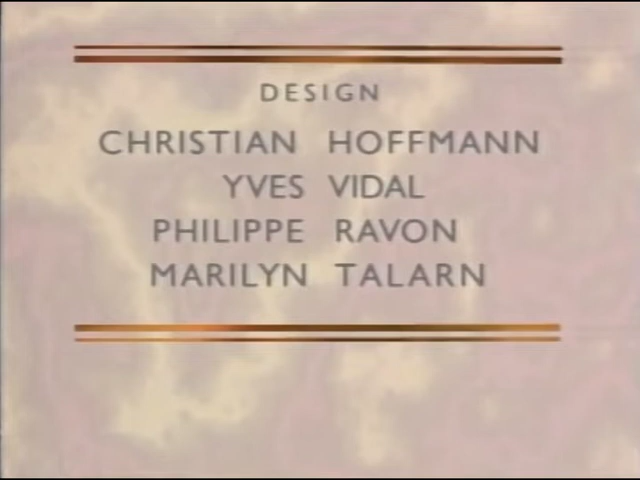 DESIGN
CHRISTIAN HOFFMANN
YVES VIDAL
PHILIPPE RAVON
MARILYN TALARN